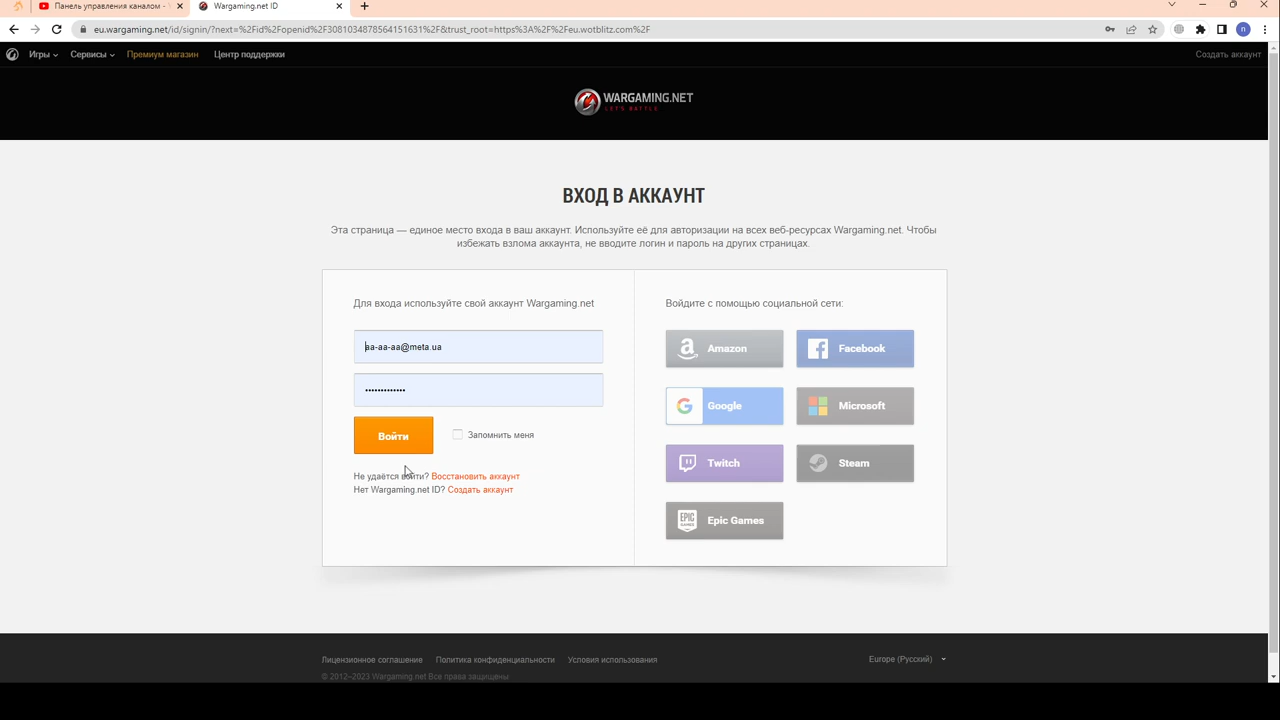 Панель управления каналом -
Wargaming.net ID
eu.wargaming.net/id/signin/?next=%2Fid%2Fopenid%2F3081034878564151631%2F&trust_root=https%3A%2F%2Feu.wotblitz.com%2F
n
Игры Сервисы Премиум магазин Центр поддержки Создать аккаунт
WARGAMING.NET
LET'S BATTLE
ВХОД В АККАУНТ
Эта страница — единое место входа в ваш аккаунт. Используйте её для авторизации на всех веб-ресурсах Wargaming.net. Чтобы
избежать взлома аккаунта, не вводите логин и пароль на других страницах.
Для входа используйте свой аккаунт Wargaming.net
aa-aa-aa@meta.ua
•••••••••••••
Войти Запомнить меня
Не удаётся войти? Восстановить аккаунт
Нет Wargaming.net ID? Создать аккаунт
Войдите с помощью социальной сети:
Amazon Facebook
Google Microsoft
Twitch Steam
EPIC GAMES Epic Games
Лицензионное соглашение Политика конфиденциальности Условия использования Europe (Русский)
© 2012–2023 Wargaming.net Все права защищены